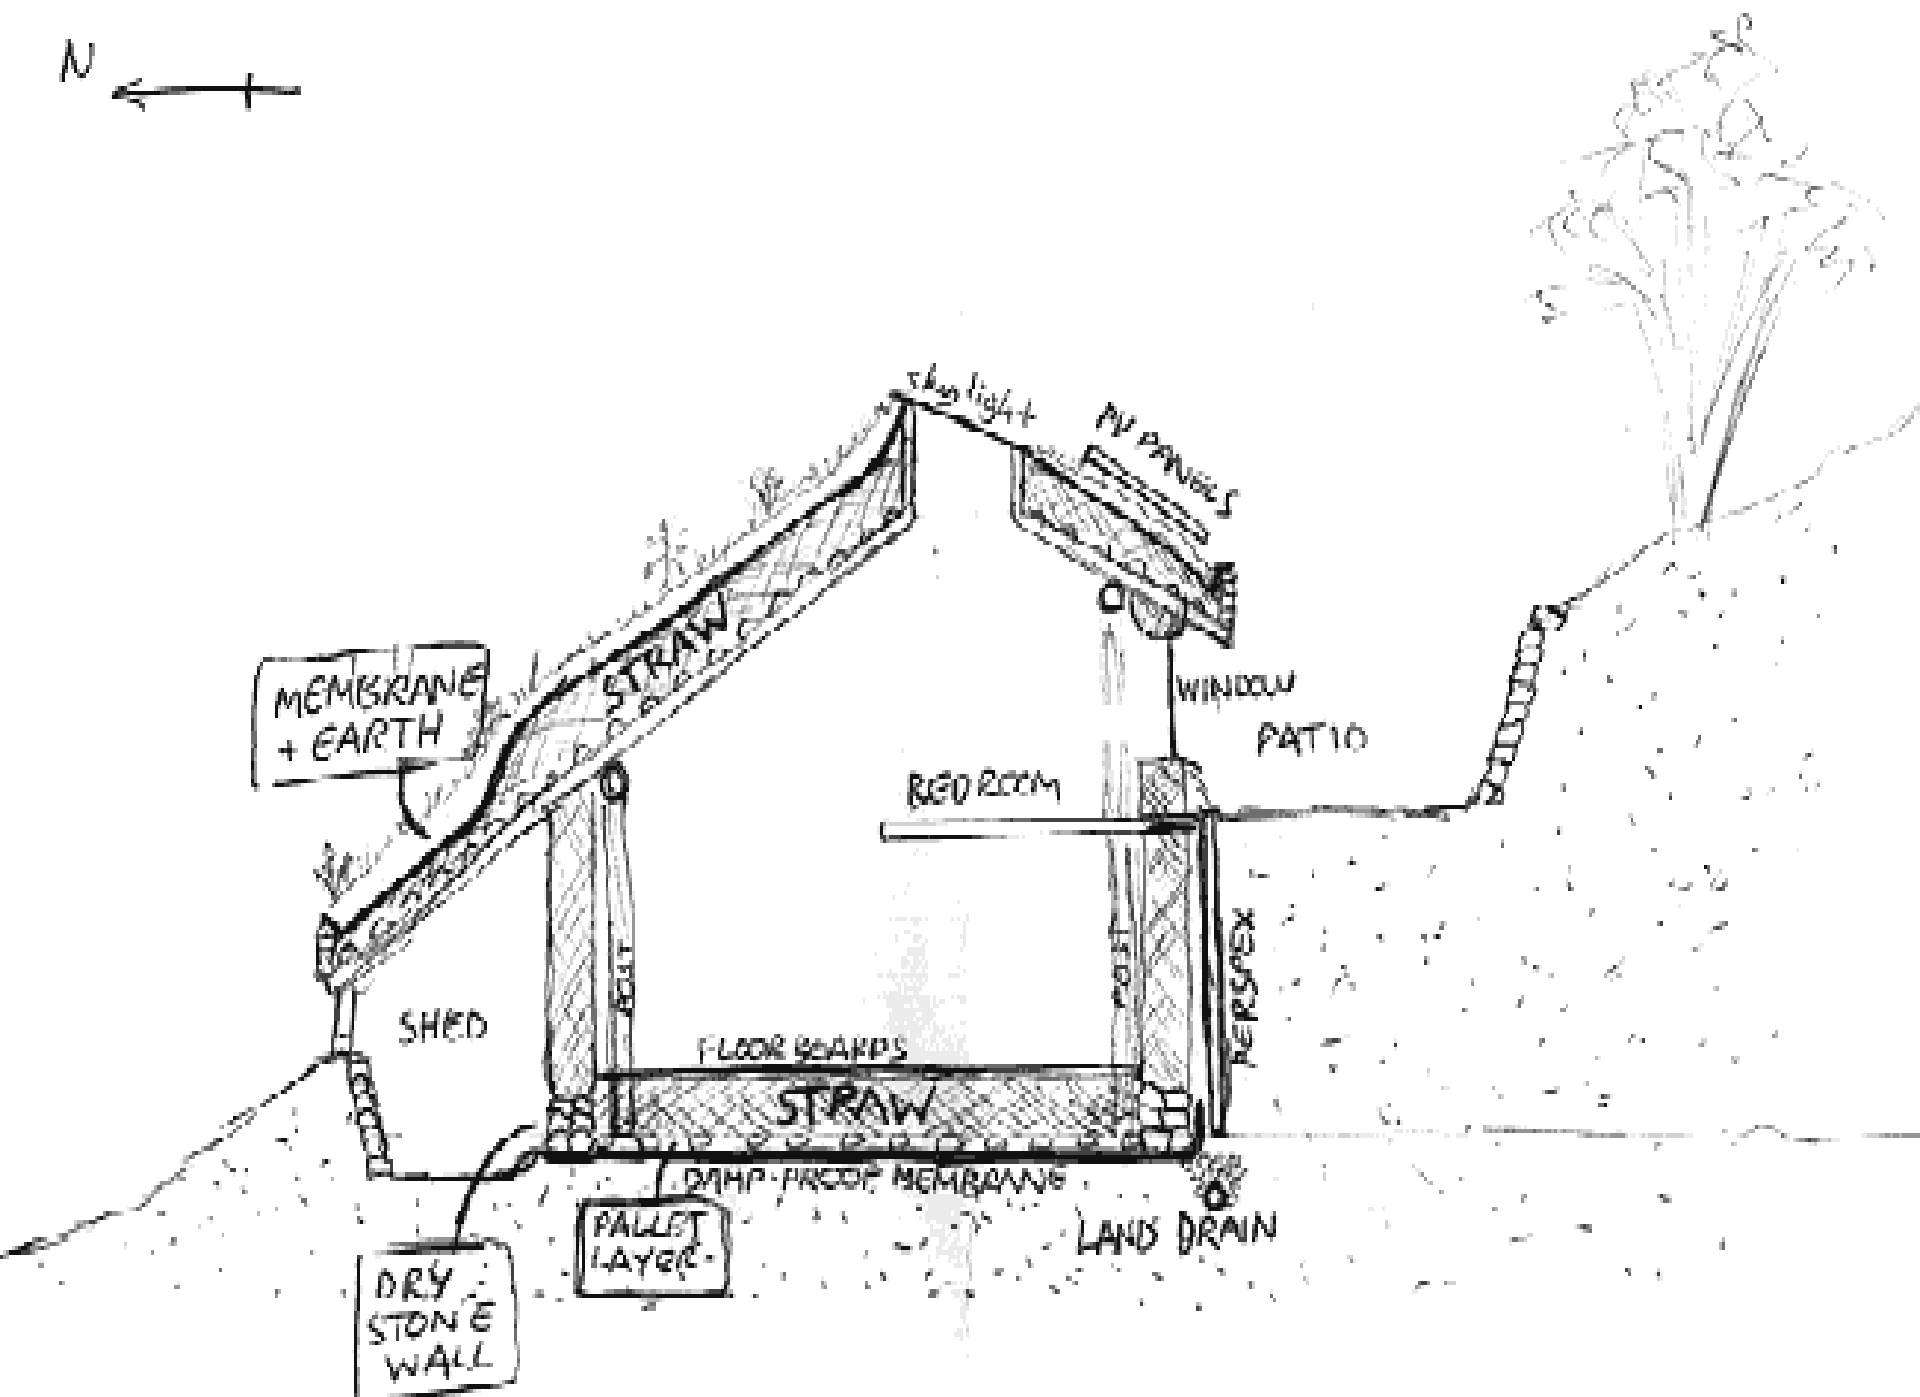 N
skylight
PV PANELS
STRAW
MEMBRANE
+ EARTH
WINDOW
PATIO
BEDROOM
POST
POST
PERSPEX
SHED
FLOOR BOARDS
STRAW
DAMP-PROOF MEMBRANE
PALLET
LAYER
LAND DRAIN
DRY
STONE
WALL